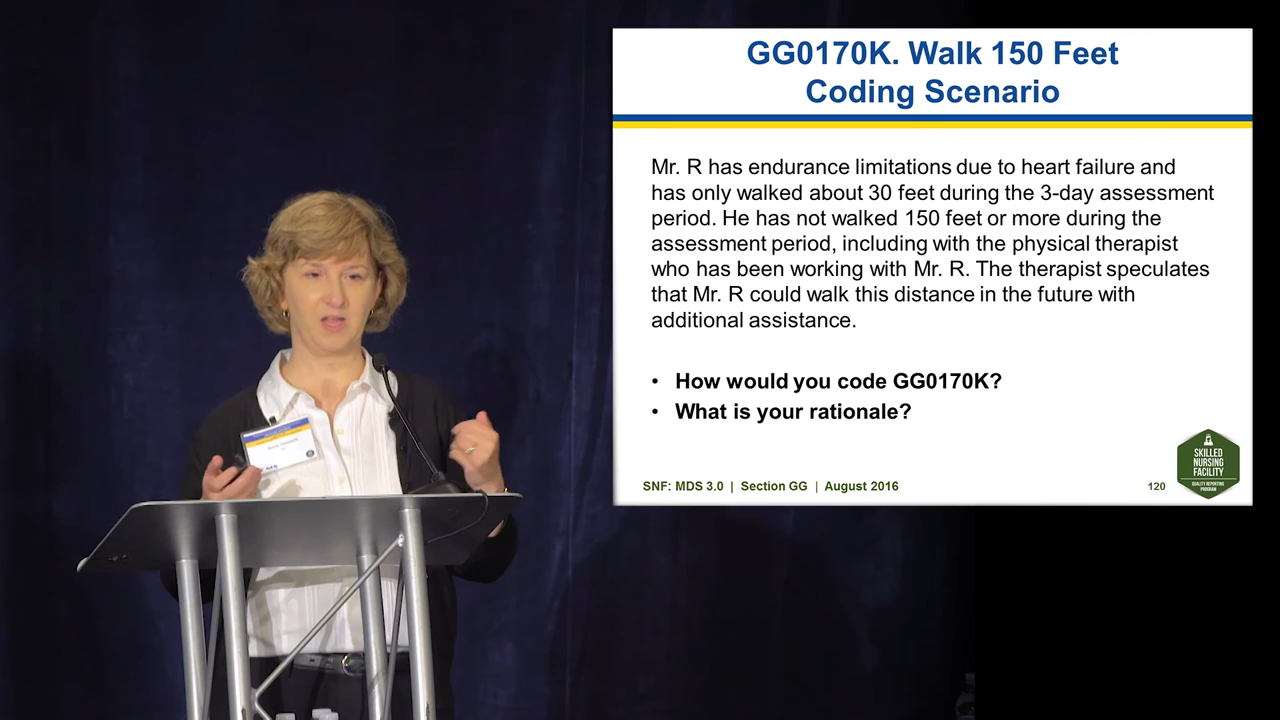 GG0170K. Walk 150 Feet
Coding Scenario
Mr. R has endurance limitations due to heart failure and
has only walked about 30 feet during the 3-day assessment
period. He has not walked 150 feet or more during the
assessment period, including with the physical therapist
who has been working with Mr. R. The therapist speculates
that Mr. R could walk this distance in the future with
additional assistance.
• How would you code GG0170K?
• What is your rationale?
SKILLED
NURSING
FACILITY
QUALITY REPORTING
PROGRAM
SNF: MDS 3.0 | Section GG | August 2016
120